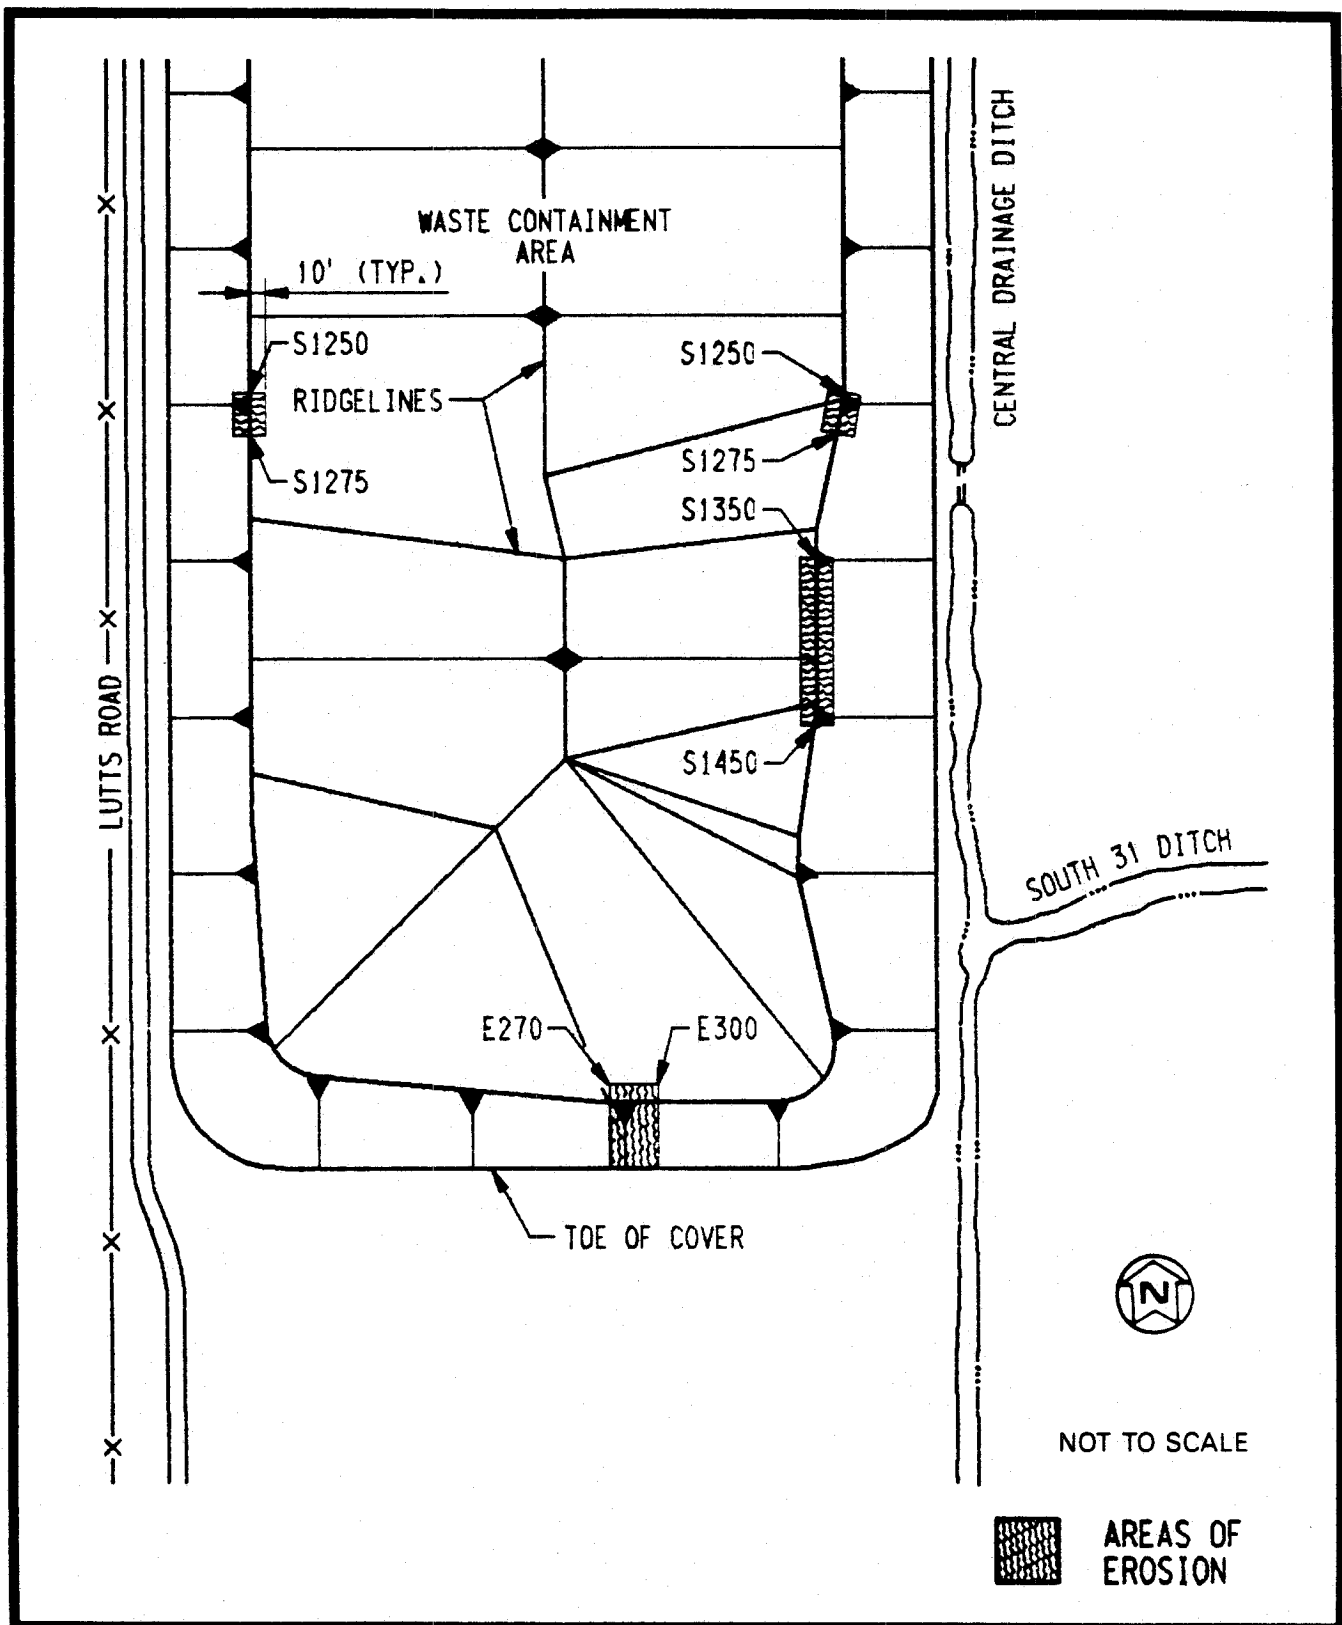 WASTE CONTAINMENT
AREA
10' (TYP.)
S1250
RIDGELINES
S1275
S1250
S1275
S1350
S1450
CENTRAL DRAINAGE DITCH
LUTTS ROAD
SOUTH 31 DITCH
E270
E300
TOE OF COVER
N
NOT TO SCALE
AREAS OF
EROSION